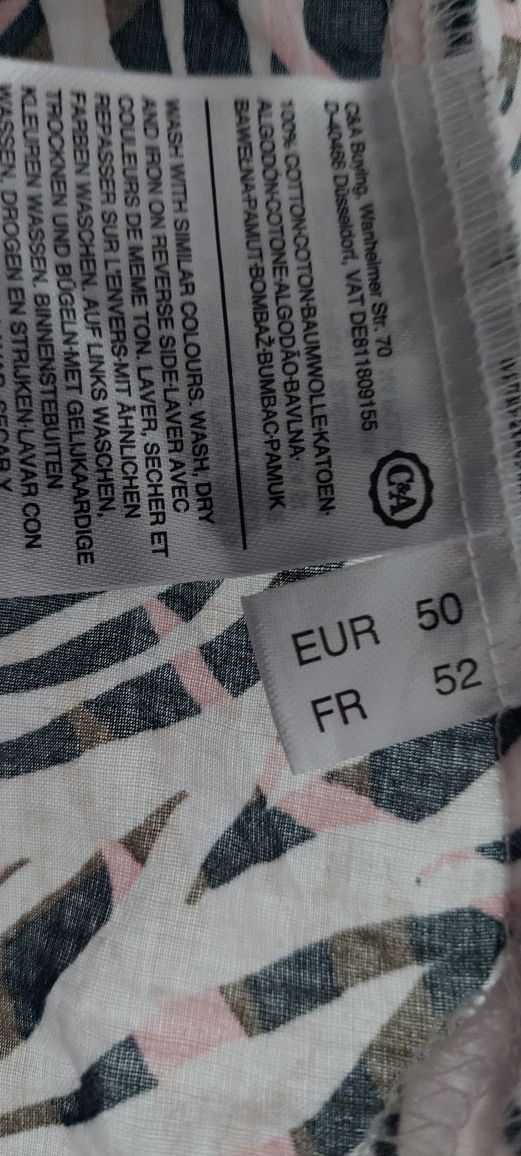 C&A Buying, Wanheimer Str. 70
D-40468 Düsseldorf, VAT DE811809155
C&A
100% COTTON·COTON·BAUMWOLLE·KATOEN·
ALGODON·COTONE·ALGODÃO·BAVLNA·
BAWEŁNA·PAMUT·BOMBAŽ·BUMBAC·PAMUK
WASH WITH SIMILAR COLOURS. WASH, DRY
AND IRON ON REVERSE SIDE·LAVER AVEC
COULEURS DE MEME TON. LAVER, SECHER ET
REPASSER SUR L'ENVERS·MIT ÄHNLICHEN
FARBEN WASCHEN. AUF LINKS WASCHEN,
TROCKNEN UND BÜGELN·MET GELIJKAARDIGE
KLEUREN WASSEN. BINNENSTEBUITEN
WASSEN, DROGEN EN STRIJKEN·LAVAR CON
SECAR Y
EUR 50
FR 52